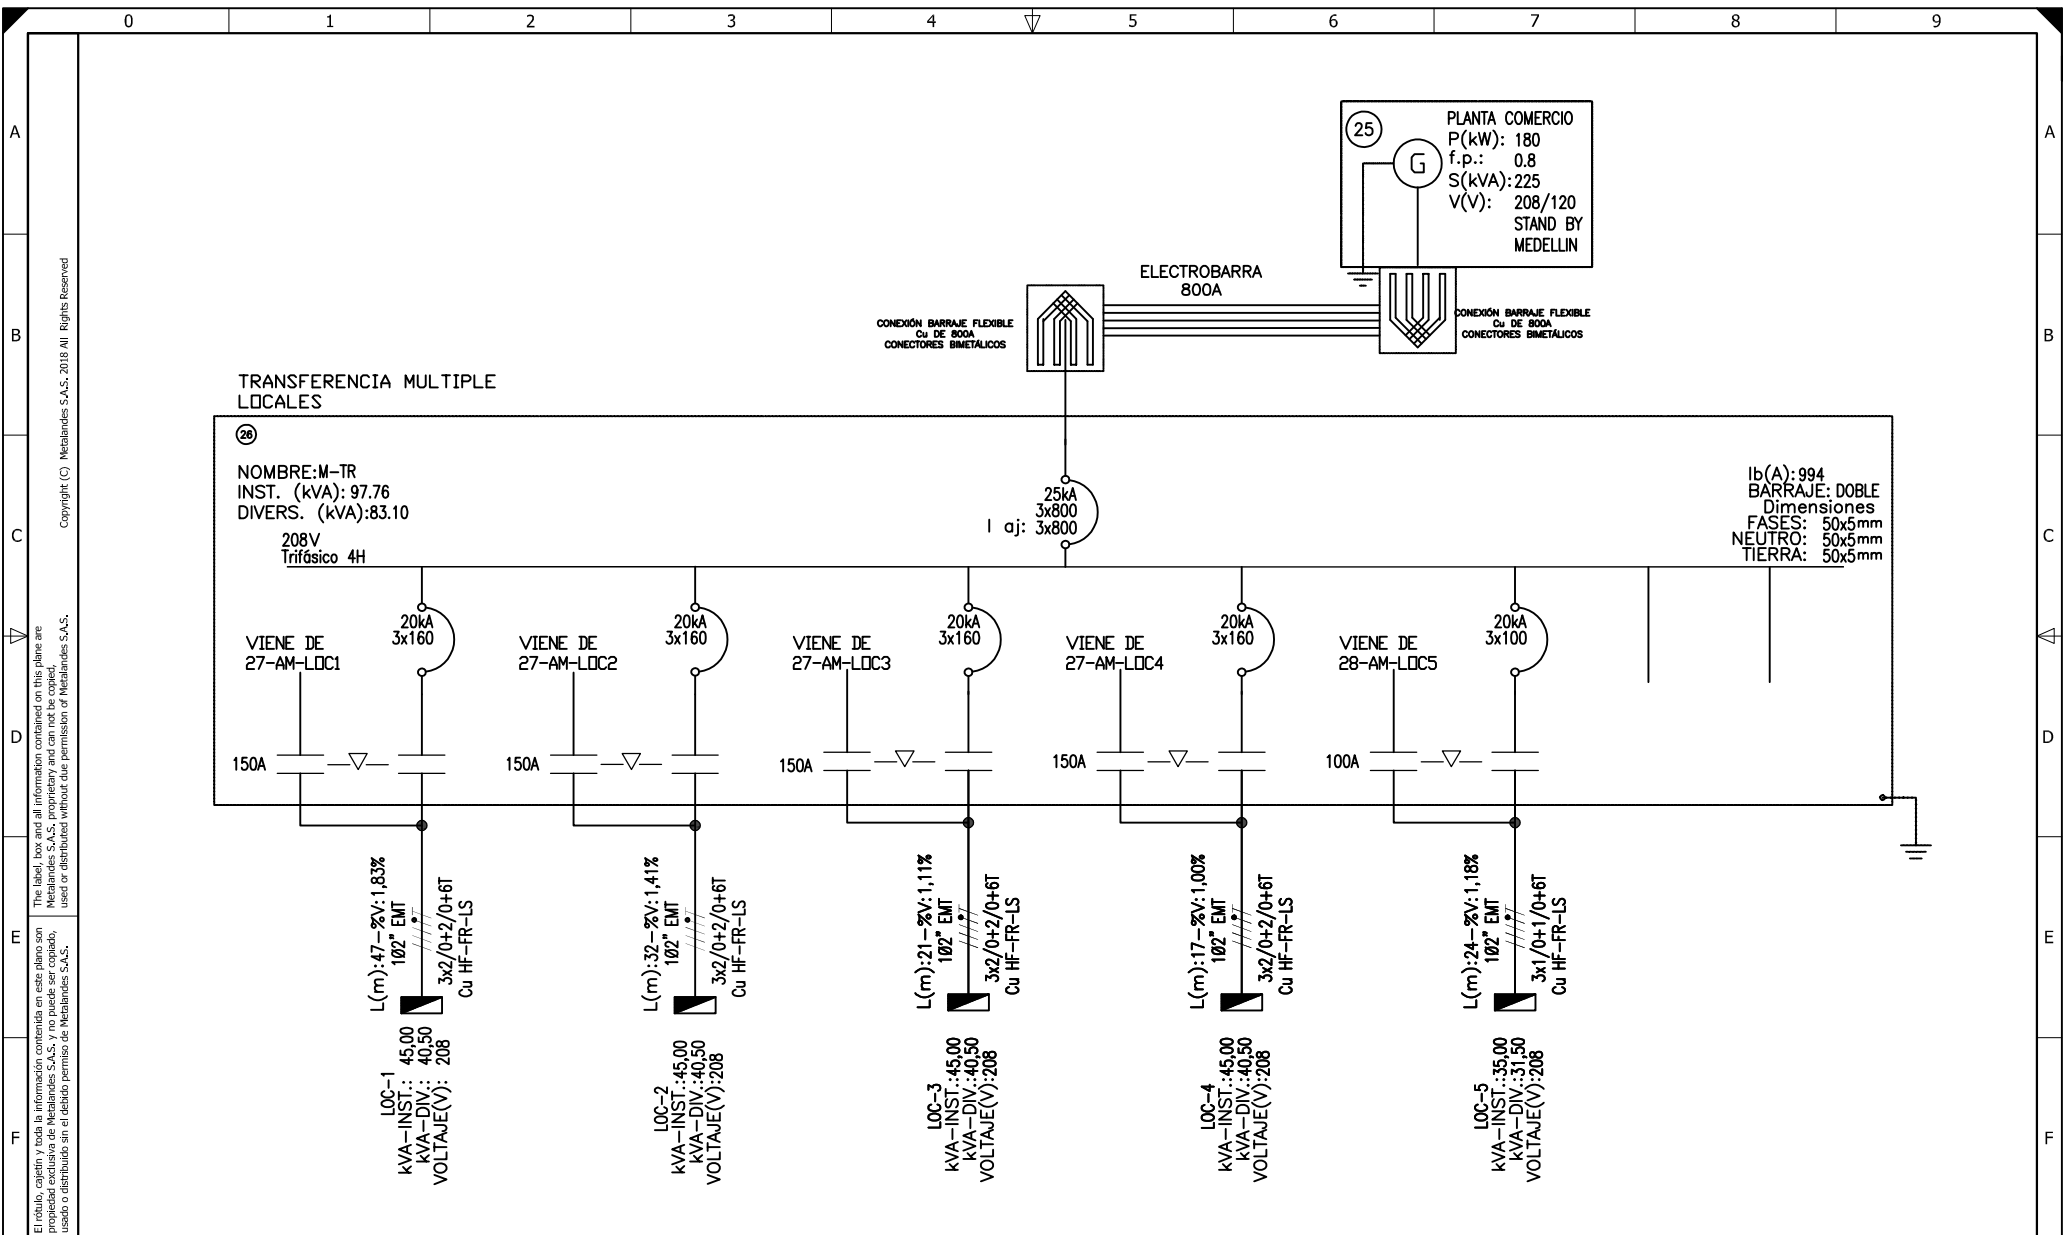 0 1 2 3 4 5 6 7 8 9
A
B
C
D
E
F
A
B
C
D
E
F
Copyright (C) Metalandes S.A.S. 2018 All Rights Reserved
The label, box and all information contained on this plane are
Metalandes S.A.S. proprietary and can not be copied,
used or distributed without due permission of Metalandes S.A.S.
El rótulo, cajetín y toda la información contenida en este plano son
propiedad exclusiva de Metalandes S.A.S. y no puede ser copiado,
usado o distribuido sin el debido permiso de Metalandes S.A.S.
25
G
PLANTA COMERCIO
P(kW): 180
f.p.: 0.8
S(kVA): 225
V(V): 208/120
STAND BY
MEDELLIN
ELECTROBARRA
800A
CONEXIÓN BARRAJE FLEXIBLE
Cu DE 800A
CONECTORES BIMETÁLICOS
CONEXIÓN BARRAJE FLEXIBLE
Cu DE 800A
CONECTORES BIMETÁLICOS
TRANSFERENCIA MULTIPLE
LOCALES
26
NOMBRE:M-TR
INST. (kVA): 97.76
DIVERS. (kVA):83.10
208V
Trifásico 4H
25kA
3x800
I aj: 3x800
Ib(A): 994
BARRAJE: DOBLE
Dimensiones
FASES: 50x5mm
NEUTRO: 50x5mm
TIERRA: 50x5mm
VIENE DE
27-AM-LOC1
20kA
3x160
150A
VIENE DE
27-AM-LOC2
20kA
3x160
150A
VIENE DE
27-AM-LOC3
20kA
3x160
150A
VIENE DE
27-AM-LOC4
20kA
3x160
150A
VIENE DE
28-AM-LOC5
20kA
3x100
100A
L(m):47-%V:1,83%
1Ø2" EMT
3x2/0+2/0+6T
Cu HF-FR-LS
L(m):32-%V:1,41%
1Ø2" EMT
3x2/0+2/0+6T
Cu HF-FR-LS
L(m):21-%V:1,11%
1Ø2" EMT
3x2/0+2/0+6T
Cu HF-FR-LS
L(m):17-%V:1,00%
1Ø2" EMT
3x2/0+2/0+6T
Cu HF-FR-LS
L(m):24-%V:1,18%
1Ø2" EMT
3x1/0+1/0+6T
Cu HF-FR-LS
LOC-1
kVA-INST.: 45,00
kVA-DIV.: 40,50
VOLTAJE(V): 208
LOC-2
kVA-INST.:45,00
kVA-DIV.:40,50
VOLTAJE(V):208
LOC-3
kVA-INST.:45,00
kVA-DIV.:40,50
VOLTAJE(V):208
LOC-4
kVA-INST.:45,00
kVA-DIV.:40,50
VOLTAJE(V):208
LOC-5
kVA-INST.:35,00
kVA-DIV.:31,50
VOLTAJE(V):208